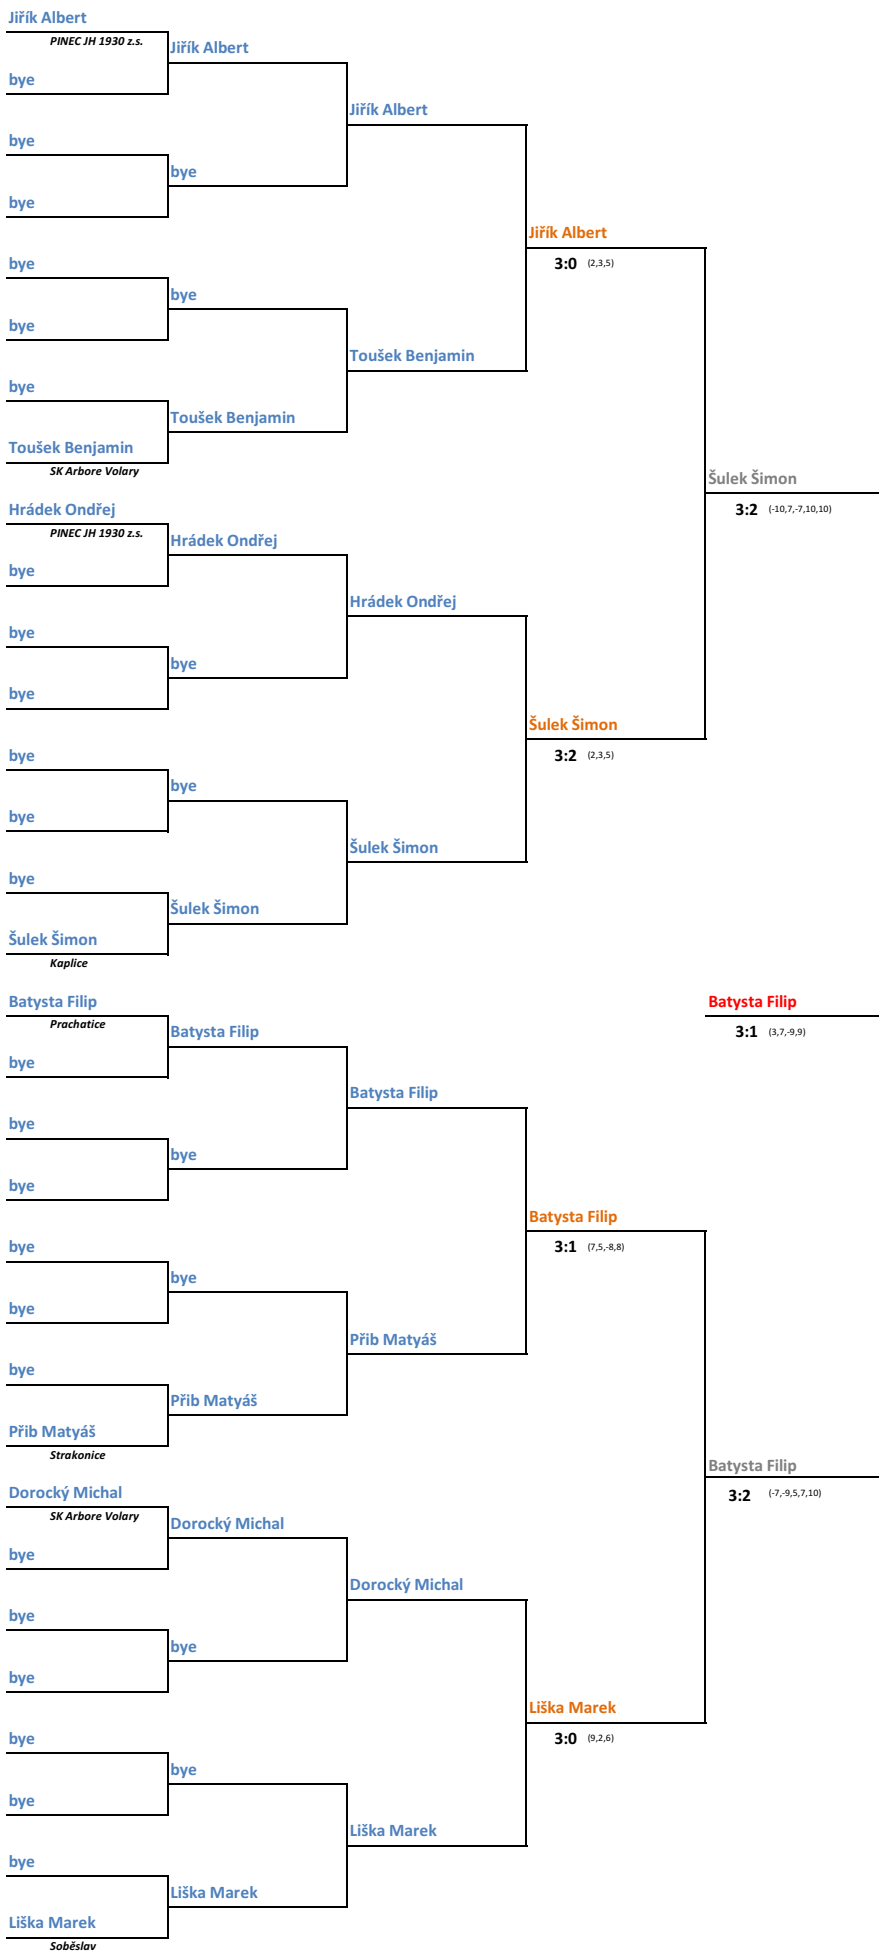 Jiřík Albert
PINEC JH 1930 z.s.
Jiřík Albert
bye
Jiřík Albert
bye
bye
bye
Jiřík Albert
3:0 (2,3,5)
bye
bye
bye
Toušek Benjamin
bye
Toušek Benjamin
Toušek Benjamin
SK Arbore Volary
Šulek Šimon
3:2 (-10,7,-7,10,10)
Hrádek Ondřej
PINEC JH 1930 z.s.
Hrádek Ondřej
bye
Hrádek Ondřej
bye
bye
bye
Šulek Šimon
3:2 (2,3,5)
bye
bye
bye
Šulek Šimon
bye
Šulek Šimon
Šulek Šimon
Kaplice
Batysta Filip
3:1 (3,7,-9,9)
Batysta Filip
Prachatice
Batysta Filip
bye
Batysta Filip
bye
bye
bye
Batysta Filip
3:1 (7,5,-8,8)
bye
bye
bye
Přib Matyáš
bye
Přib Matyáš
Přib Matyáš
Strakonice
Batysta Filip
3:2 (-7,-9,5,7,10)
Dorocký Michal
SK Arbore Volary
Dorocký Michal
bye
Dorocký Michal
bye
bye
bye
Liška Marek
3:0 (9,2,6)
bye
bye
bye
Liška Marek
bye
Liška Marek
Liška Marek
Soběslav